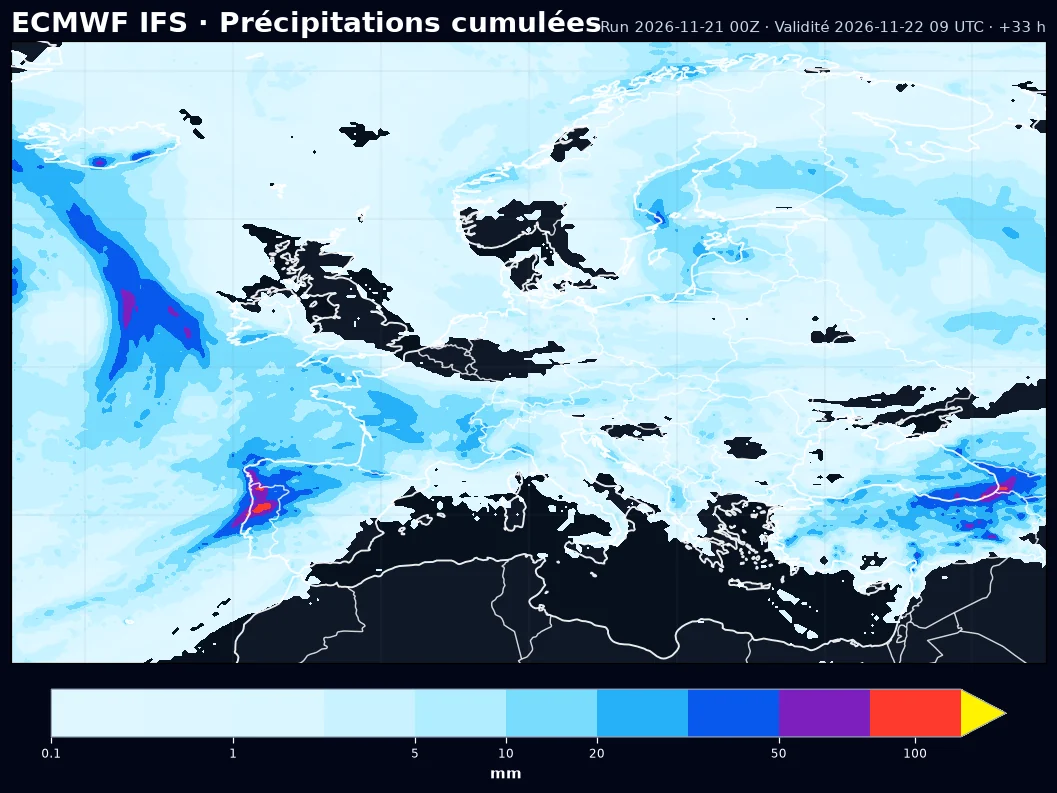 ECMWF IFS · Précipitations cumulées
Run 2026-11-21 00Z · Validité 2026-11-22 09 UTC · +33 h
0.1 1 5 10 20 50 100
mm